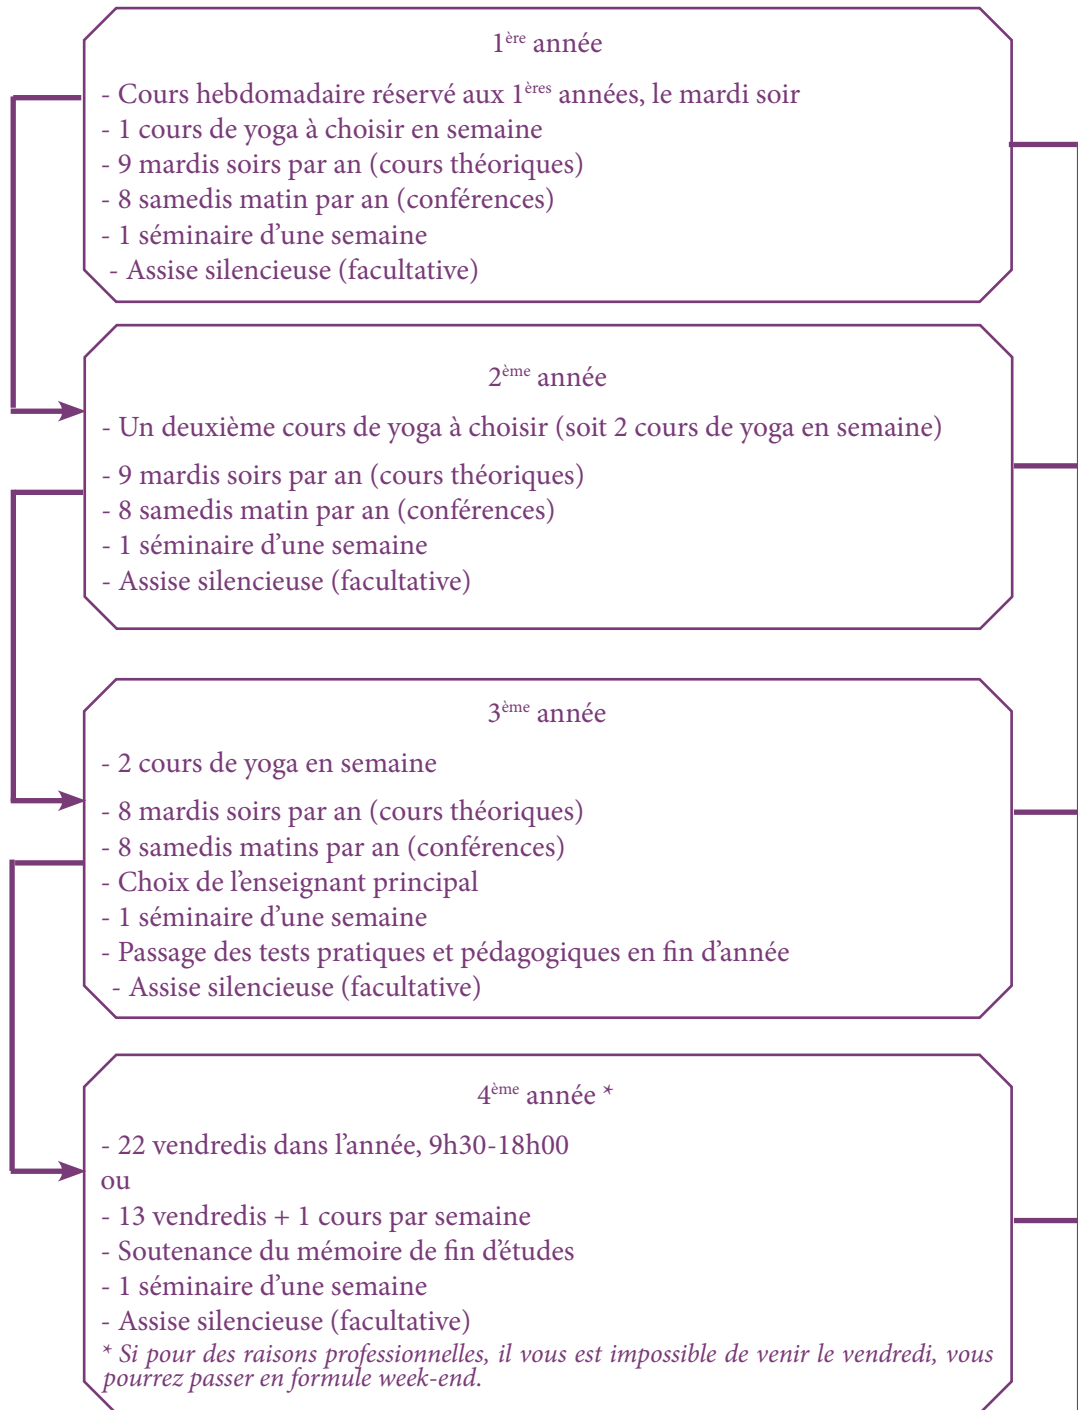 1ère année
- Cours hebdomadaire réservé aux 1ères années, le mardi soir
- 1 cours de yoga à choisir en semaine
- 9 mardis soirs par an (cours théoriques)
- 8 samedis matin par an (conférences)
- 1 séminaire d'une semaine
- Assise silencieuse (facultative)
2ème année
- Un deuxième cours de yoga à choisir (soit 2 cours de yoga en semaine)
- 9 mardis soirs par an (cours théoriques)
- 8 samedis matin par an (conférences)
- 1 séminaire d'une semaine
- Assise silencieuse (facultative)
3ème année
- 2 cours de yoga en semaine
- 8 mardis soirs par an (cours théoriques)
- 8 samedis matins par an (conférences)
- Choix de l'enseignant principal
- 1 séminaire d'une semaine
- Passage des tests pratiques et pédagogiques en fin d'année
- Assise silencieuse (facultative)
4ème année *
- 22 vendredis dans l'année, 9h30-18h00
ou
- 13 vendredis + 1 cours par semaine
- Soutenance du mémoire de fin d'études
- 1 séminaire d'une semaine
- Assise silencieuse (facultative)
* Si pour des raisons professionnelles, il vous est impossible de venir le vendredi, vous
pourrez passer en formule week-end.